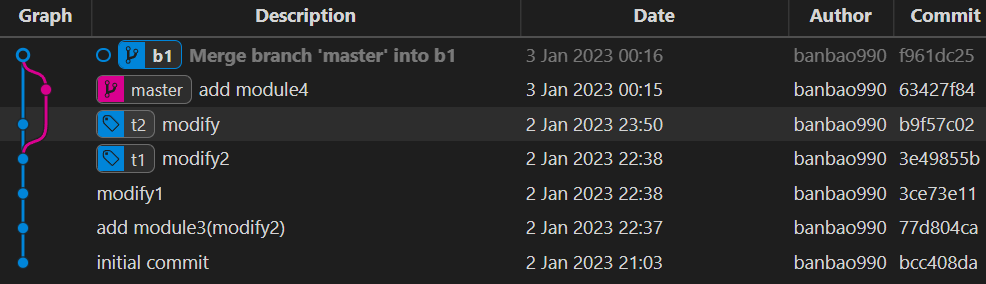 Graph Description Date Author Commit
b1 Merge branch 'master' into b1 3 Jan 2023 00:16 banbao990 f961dc25
master add module4 3 Jan 2023 00:15 banbao990 63427f84
t2 modify 2 Jan 2023 23:50 banbao990 b9f57c02
t1 modify2 2 Jan 2023 22:38 banbao990 3e49855b
modify1 2 Jan 2023 22:38 banbao990 3ce73e11
add module3(modify2) 2 Jan 2023 22:37 banbao990 77d804ca
initial commit 2 Jan 2023 21:03 banbao990 bcc408da